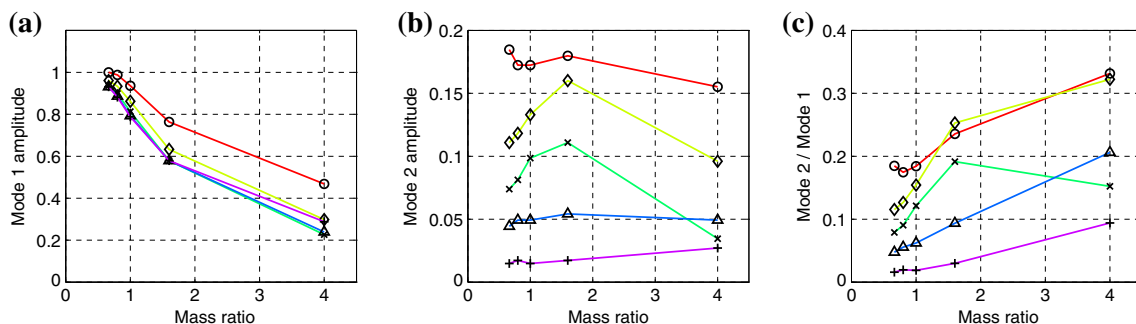 (a)
Mode 1 amplitude
1
0.8
0.6
0.4
0.2
0
0 1 2 3 4
Mass ratio
(b)
Mode 2 amplitude
0.2
0.15
0.1
0.05
0
0 1 2 3 4
Mass ratio
(c)
Mode 2 / Mode 1
0.4
0.3
0.2
0.1
0
0 1 2 3 4
Mass ratio